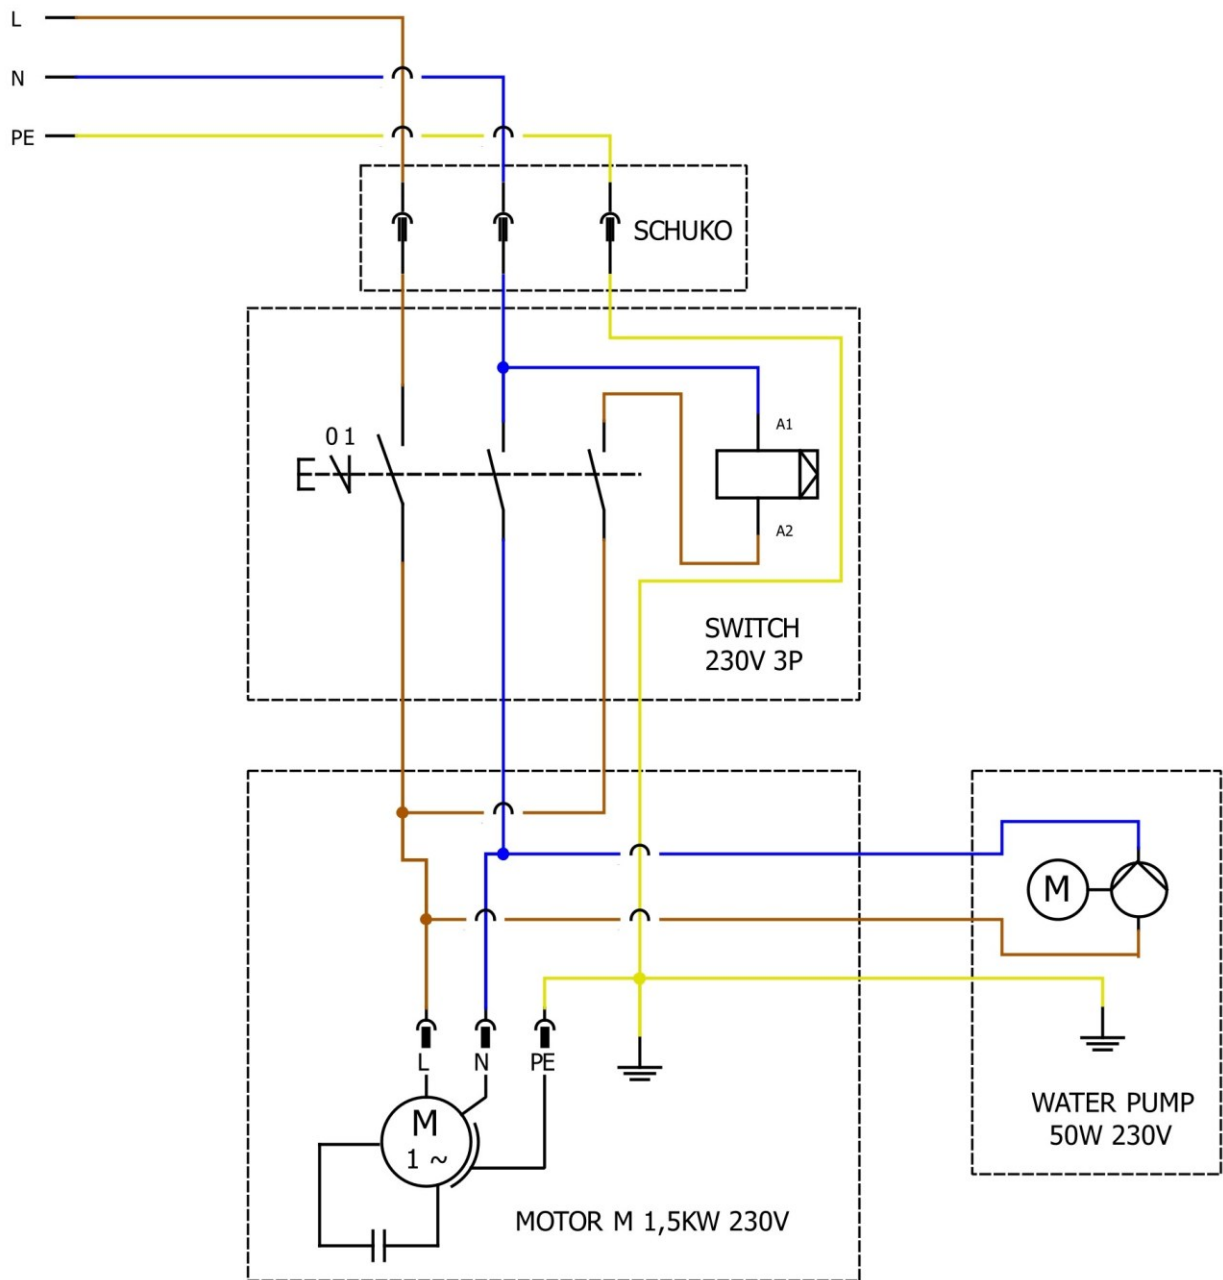 L
N
PE
SCHUKO
0 1
A1
A2
SWITCH
230V 3P
M
L
N
PE
M
1 ~
WATER PUMP
50W 230V
MOTOR M 1,5KW 230V